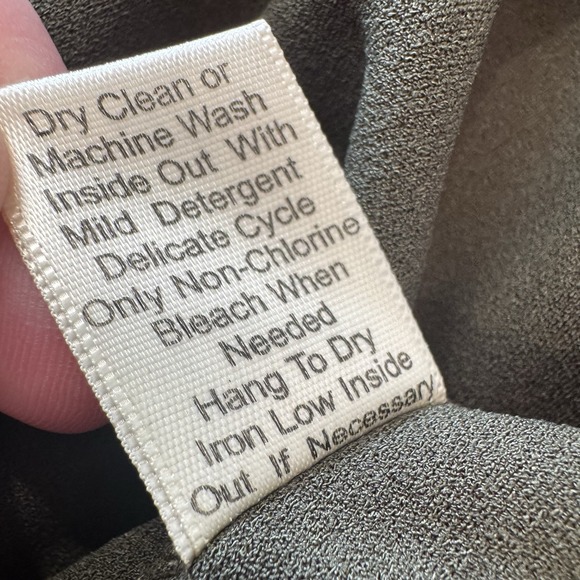 Dry Clean or
Machine Wash
Inside Out With
Mild Detergent
Delicate Cycle
Only Non-Chlorine
Bleach When
Needed
Hang To Dry
Iron Low Inside
Out If Necessary